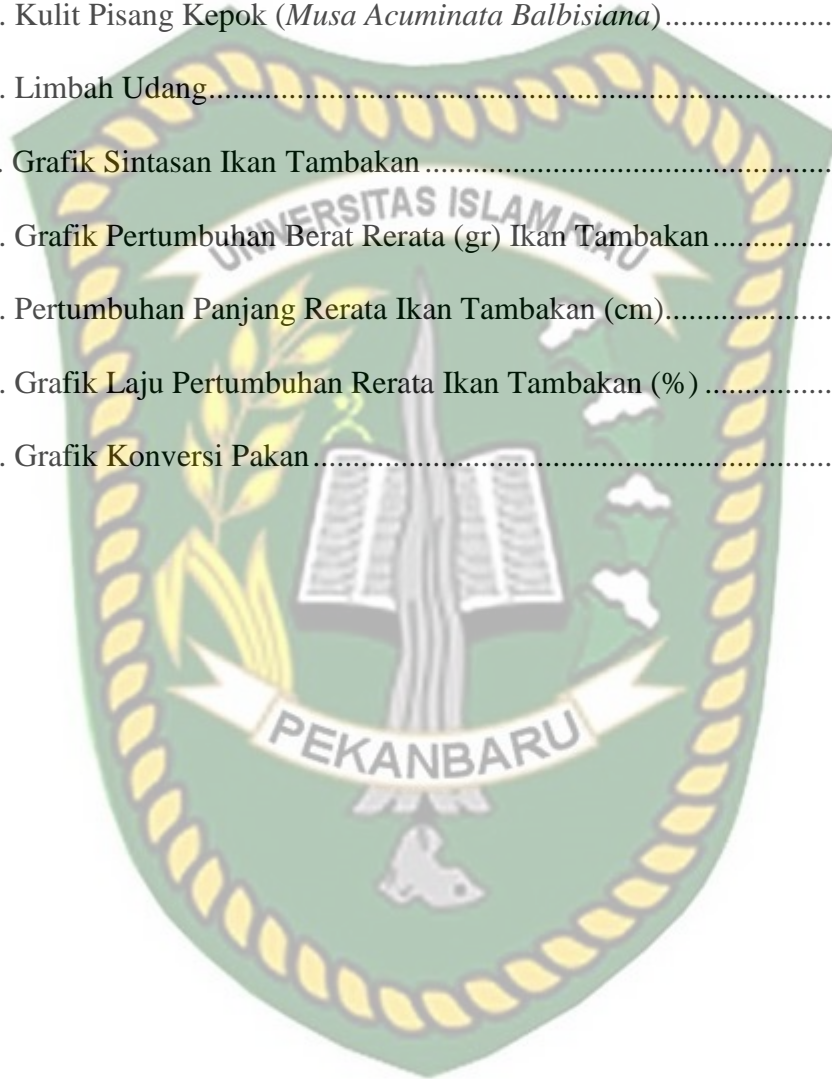 . Kulit Pisang Kepok (Musa Acuminata Balbisiana)......................
. Limbah Udang...............................................................................
. Grafik Sintasan Ikan Tambakan....................................................
UNIVERSITAS ISLAM RIAU
. Grafik Pertumbuhan Berat Rerata (gr) Ikan Tambakan...............
. Pertumbuhan Panjang Rerata Ikan Tambakan (cm).....................
. Grafik Laju Pertumbuhan Rerata Ikan Tambakan (%)................
. Grafik Konversi Pakan..................................................................
PEKANBARU